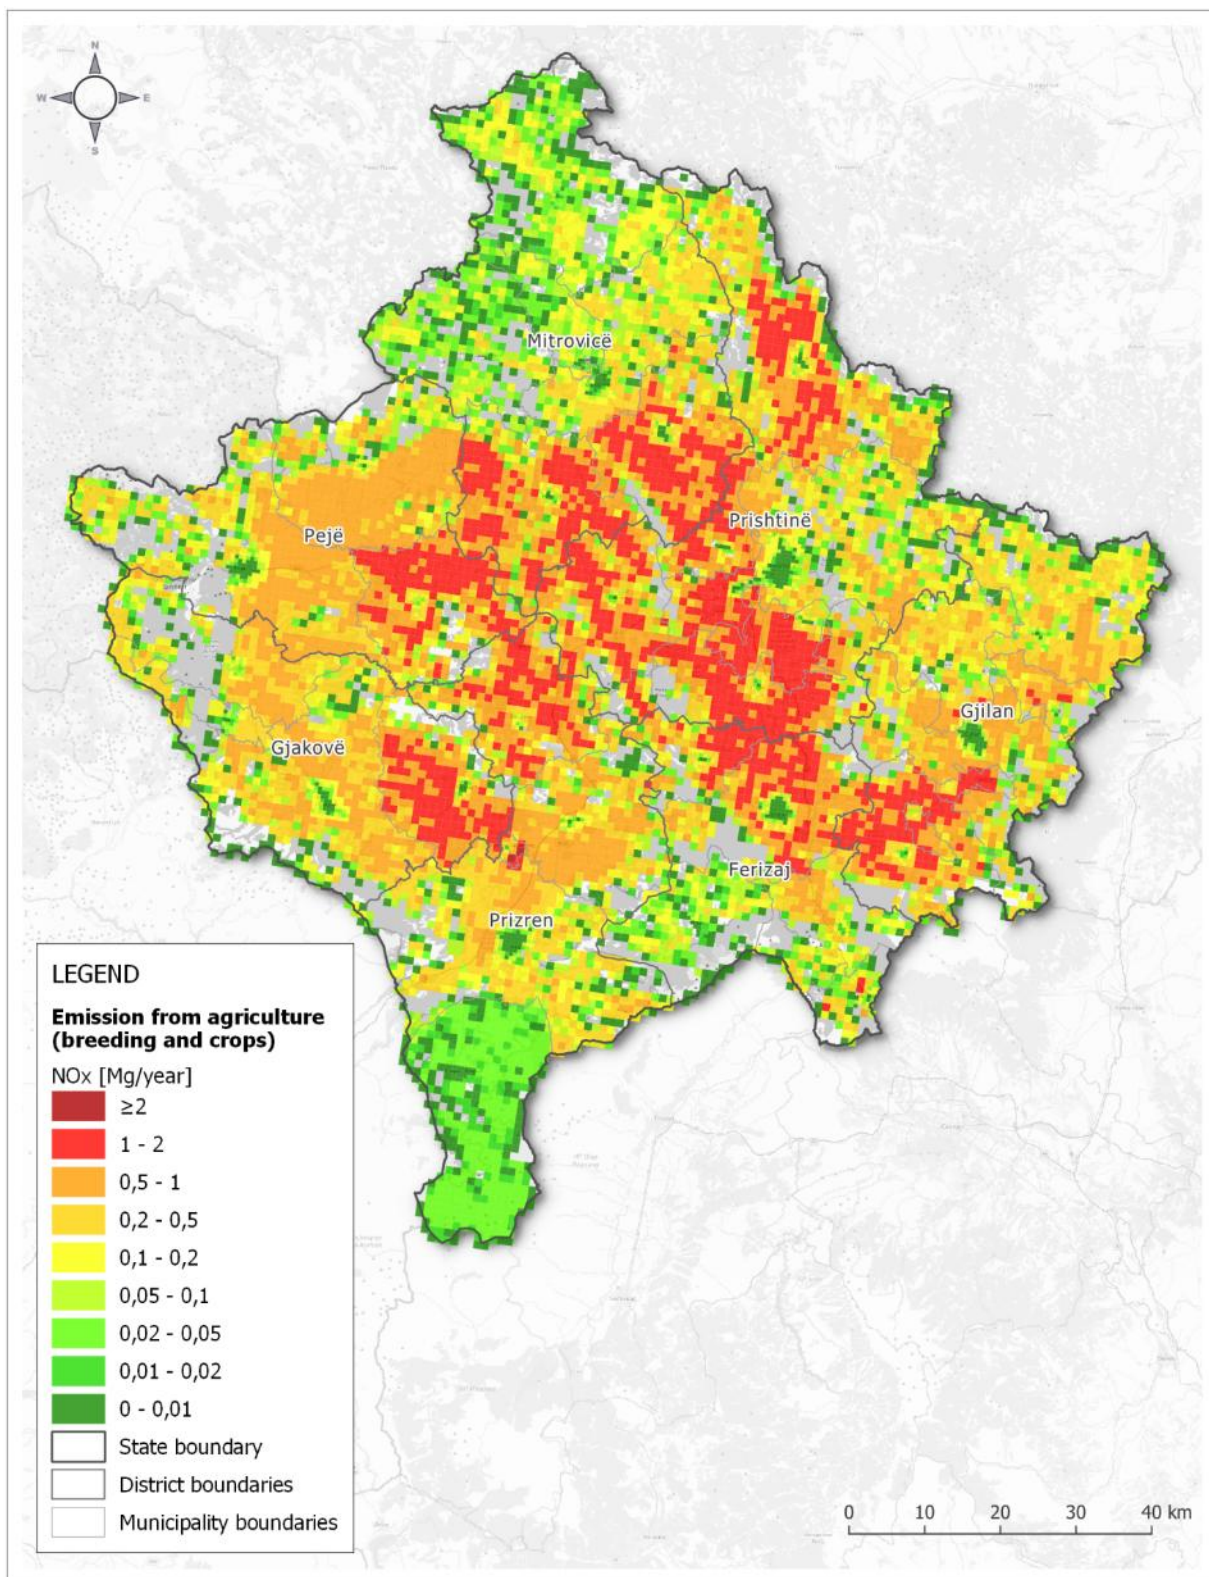 N
W E
S
Mitrovicë
Prishtinë
Pejë
Gjilan
Gjakovë
Ferizaj
Prizren
LEGEND
Emission from agriculture
(breeding and crops)
NOx [Mg/year]
≥2
1 - 2
0,5 - 1
0,2 - 0,5
0,1 - 0,2
0,05 - 0,1
0,02 - 0,05
0,01 - 0,02
0 - 0,01
State boundary
District boundaries
Municipality boundaries
0 10 20 30 40 km